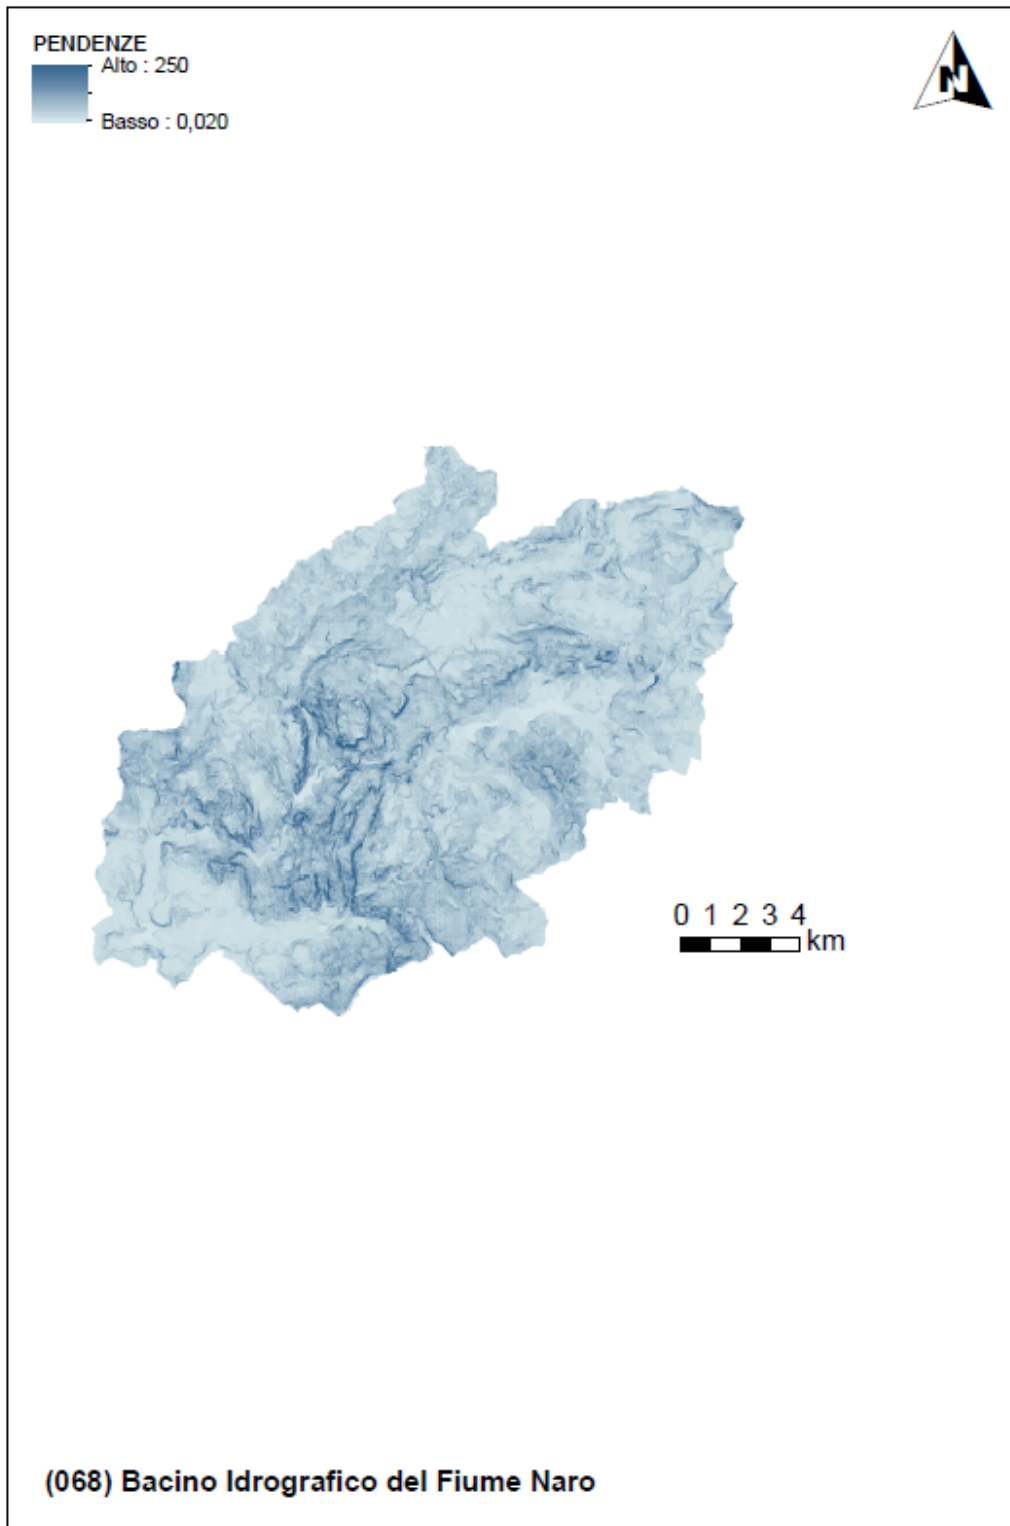 PENDENZE
Alto : 250
Basso : 0,020
N
0 1 2 3 4
km
(068) Bacino Idrografico del Fiume Naro